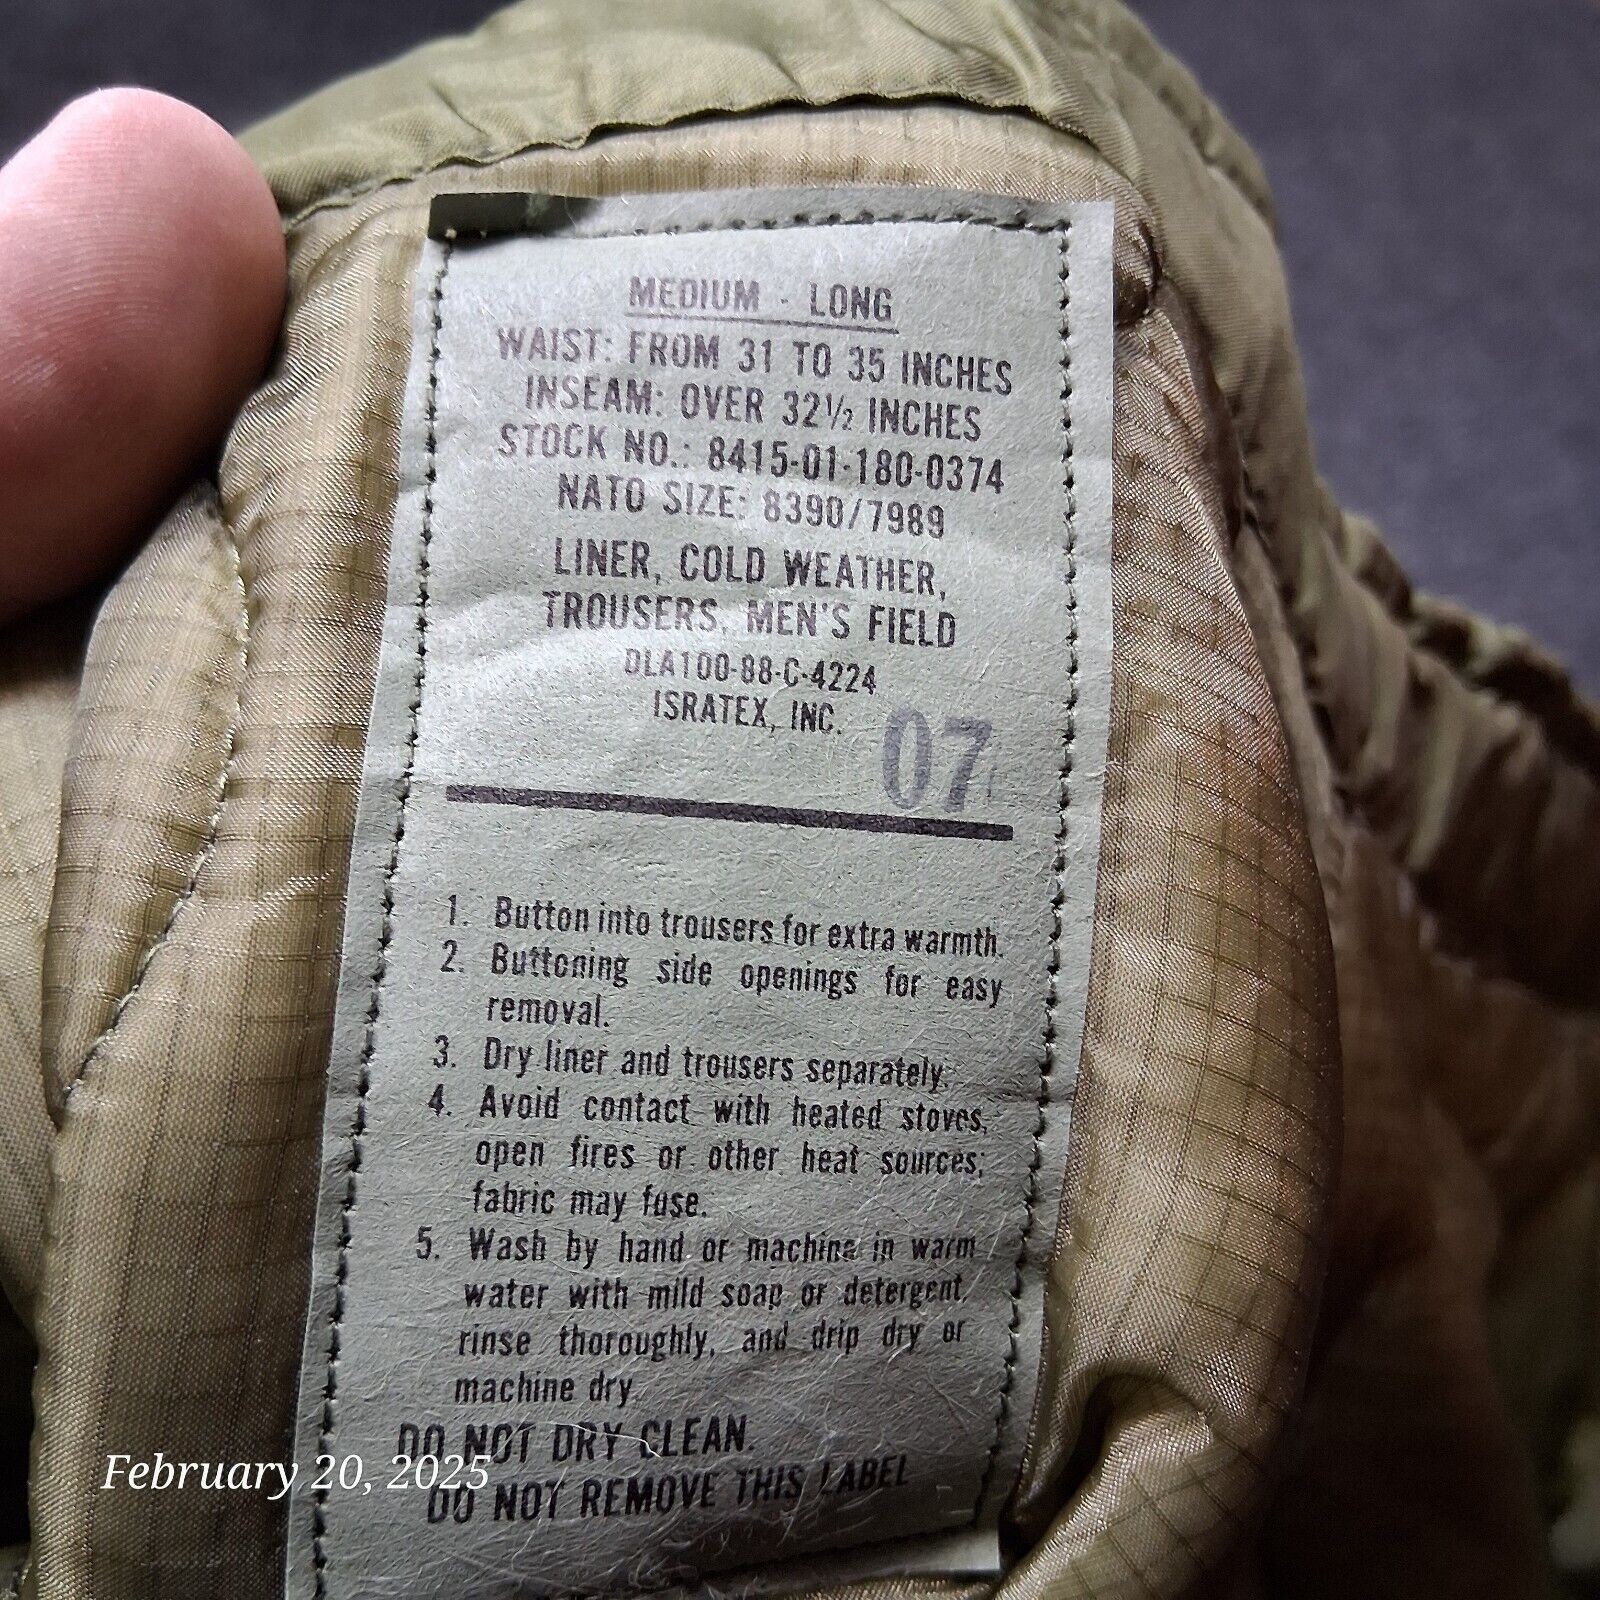 MEDIUM - LONG
WAIST: FROM 31 TO 35 INCHES
INSEAM: OVER 32½ INCHES
STOCK NO.: 8415-01-180-0374
NATO SIZE: 8390/7989
LINER, COLD WEATHER,
TROUSERS, MEN'S FIELD
DLA100-88-C-4224
ISRATEX, INC.
07
1. Button into trousers for extra warmth.
2. Buttoning side openings for easy
removal.
3. Dry liner and trousers separately.
4. Avoid contact with heated stoves,
open fires or other heat sources;
fabric may fuse.
5. Wash by hand or machine in warm
water with mild soap or detergent,
rinse thoroughly, and drip dry or
machine dry.
DO NOT DRY CLEAN.
DO NOT REMOVE THIS LABEL
February 20, 2025